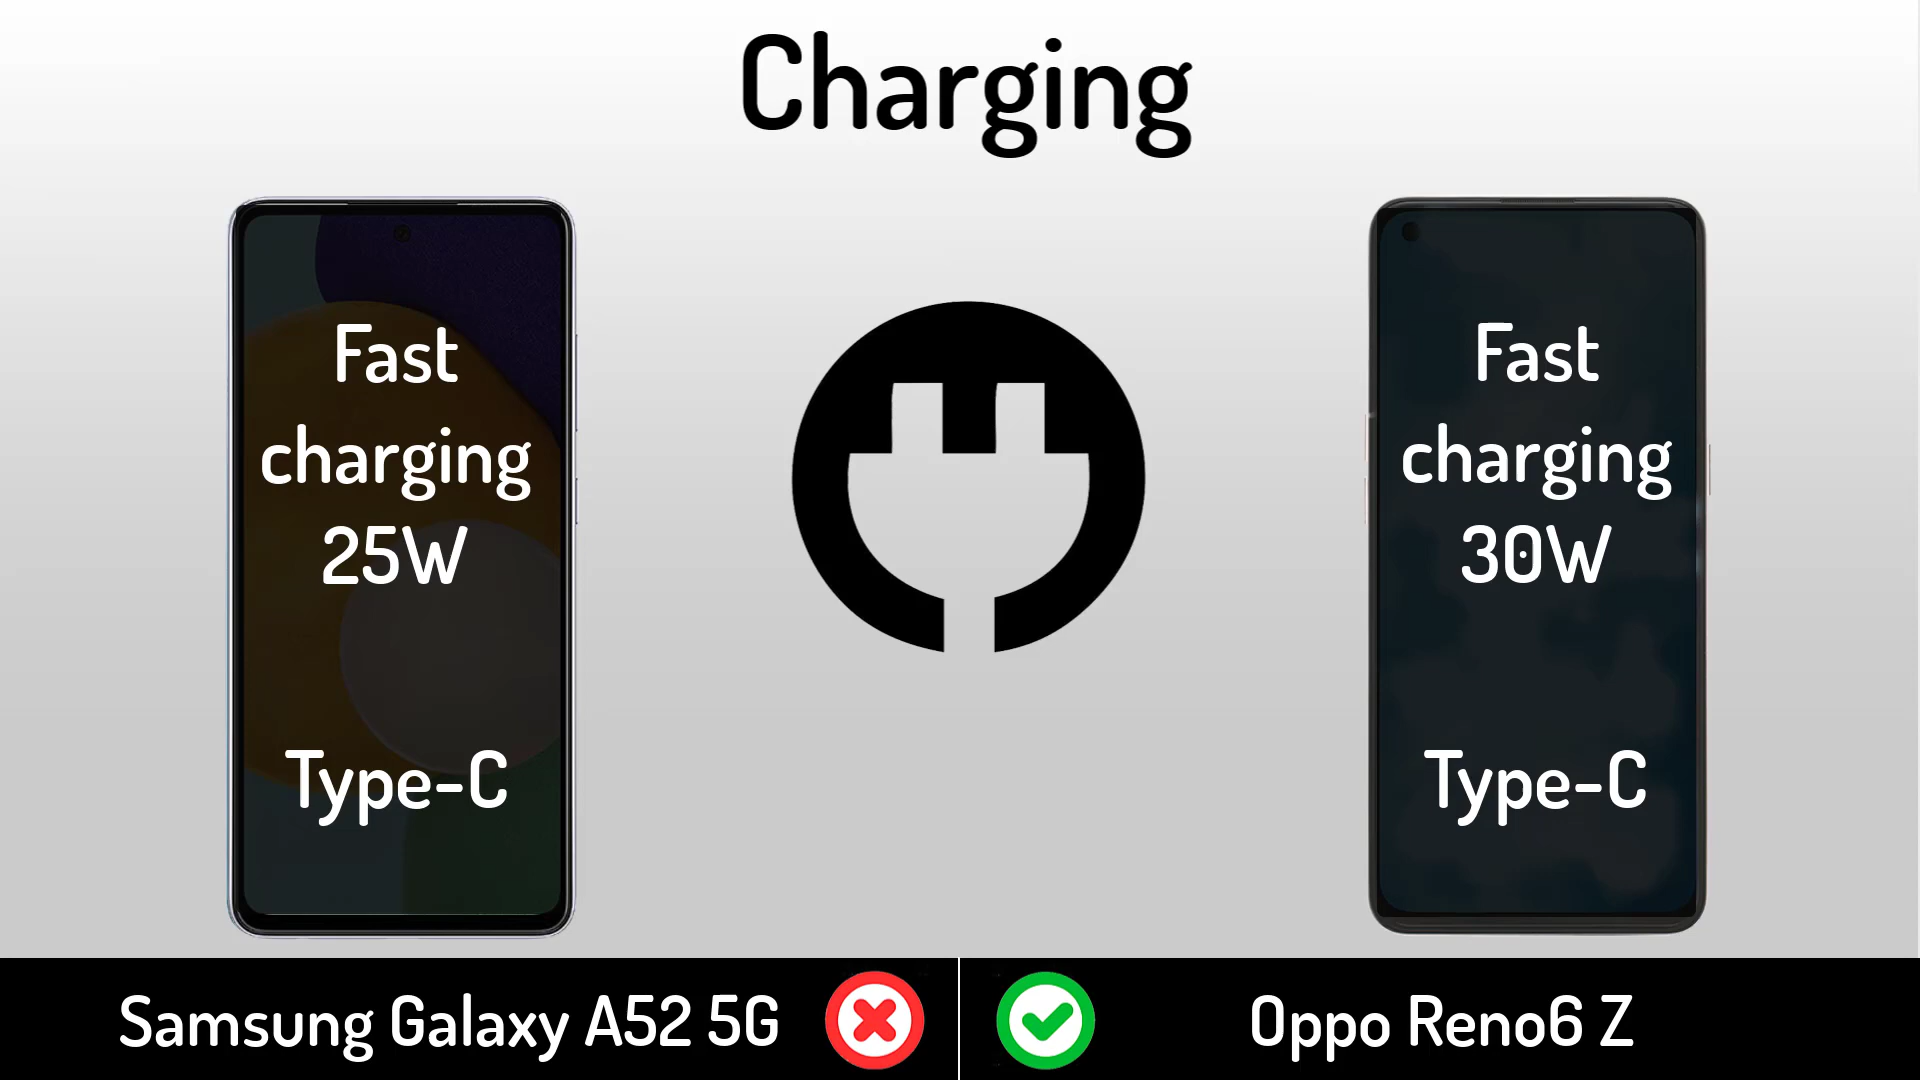 Charging
Fast
charging
25W
Type-C
Fast
charging
30W
Type-C
Samsung Galaxy A52 5G
Oppo Reno6 Z